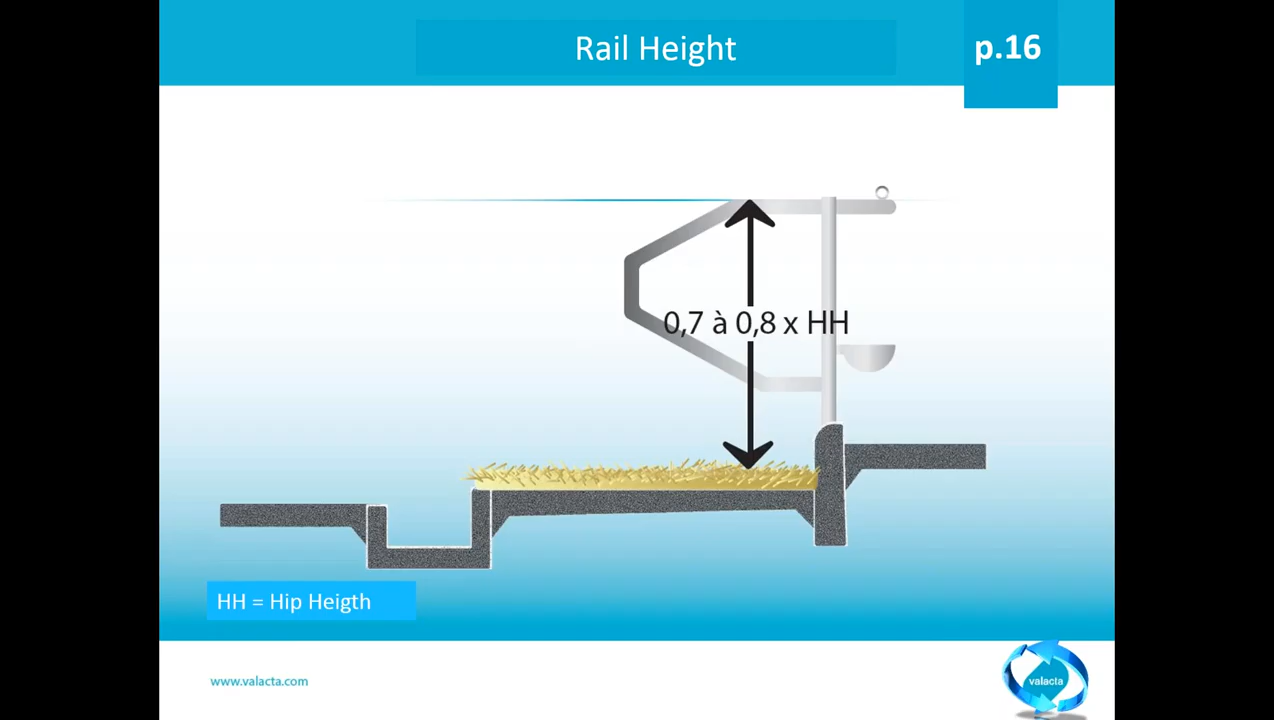 Rail Height
p.16
0,7 à 0,8 x HH
HH = Hip Heigth
www.valacta.com
valacta